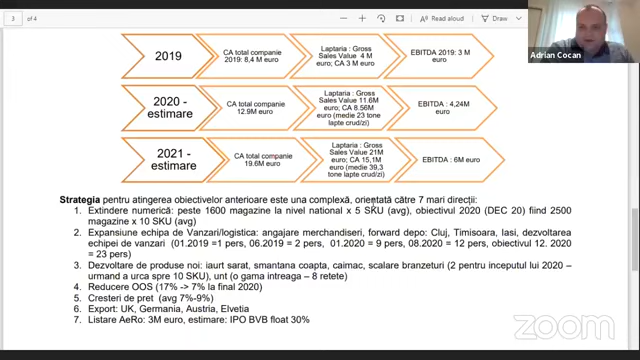 3 of 4
Read aloud
Draw
Adrian Cocan
2019
CA total companie
2019: 8,4 M euro
Laptaria : Gross
Sales Value 4 M
euro; CA 3 M euro
EBITDA 2019: 3 M
euro
2020 -
estimare
CA total companie
12.9M euro
Laptaria : Gross
Sales Value 11.6M
euro; CA 8.56M
euro (medie 23 tone
lapte crud/zi)
EBITDA : 4,24M
euro
2021 -
estimare
CA total companie
19.6M euro
Laptaria : Gross
Sales Value 21M
euro; CA 15,1M
euro (medie 39,3
tone lapte crud/zi)
EBITDA : 6M euro
Strategia pentru atingerea obiectivelor anterioare este una complexă, orientată către 7 mari direcții:
1. Extindere numerică: peste 1600 magazine la nivel national x 5 SKU (avg), obiectivul 2020 (DEC 20) fiind 2500
magazine x 10 SKU (avg)
2. Expansiune echipa de Vanzari/logistica: angajare merchandiseri, forward depo: Cluj, Timisoara, Iasi, dezvoltarea
echipei de vanzari (01.2019 =1 pers, 06.2019 = 2 pers, 01.2020 = 9 pers, 08.2020 = 12 pers, obiectivul 12. 2020
= 23 pers)
3. Dezvoltare de produse noi: iaurt sarat, smantana coapta, caimac, scalare branzeturi (2 pentru inceputul lui 2020 –
urmand a urca spre 10 SKU), unt (o gama intreaga – 8 retete)
4. Reducere OOS (17% -> 7% la final 2020)
5. Cresteri de pret (avg 7%-9%)
6. Export: UK, Germania, Austria, Elvetia
7. Listare AeRo: 3M euro, estimare: IPO BVB float 30%
zoom